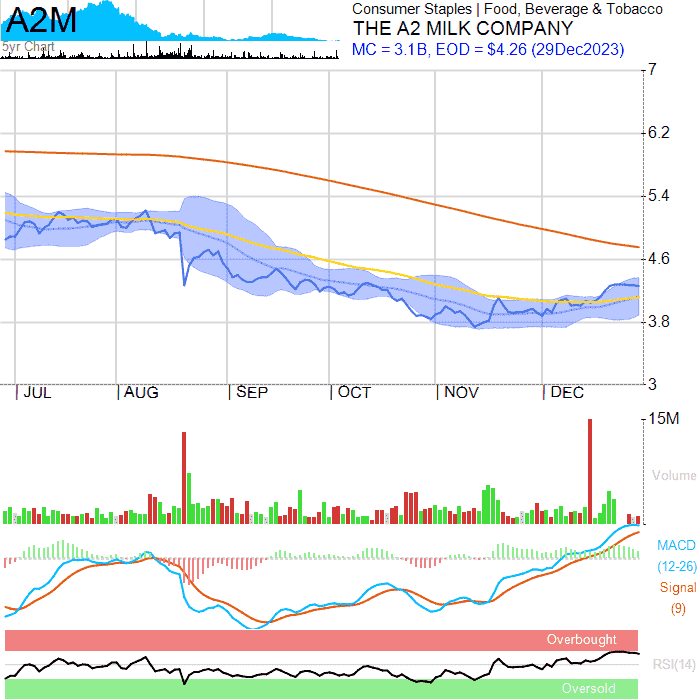 A2M
5yr Chart
Consumer Staples | Food, Beverage & Tobacco
THE A2 MILK COMPANY
MC = 3.1B, EOD = $4.26 (29Dec2023)
7
6.2
5.4
4.6
3.8
3
JUL AUG SEP OCT NOV DEC
15M
Volume
MACD
(12-26)
Signal
(9)
Overbought
RSI(14)
Oversold